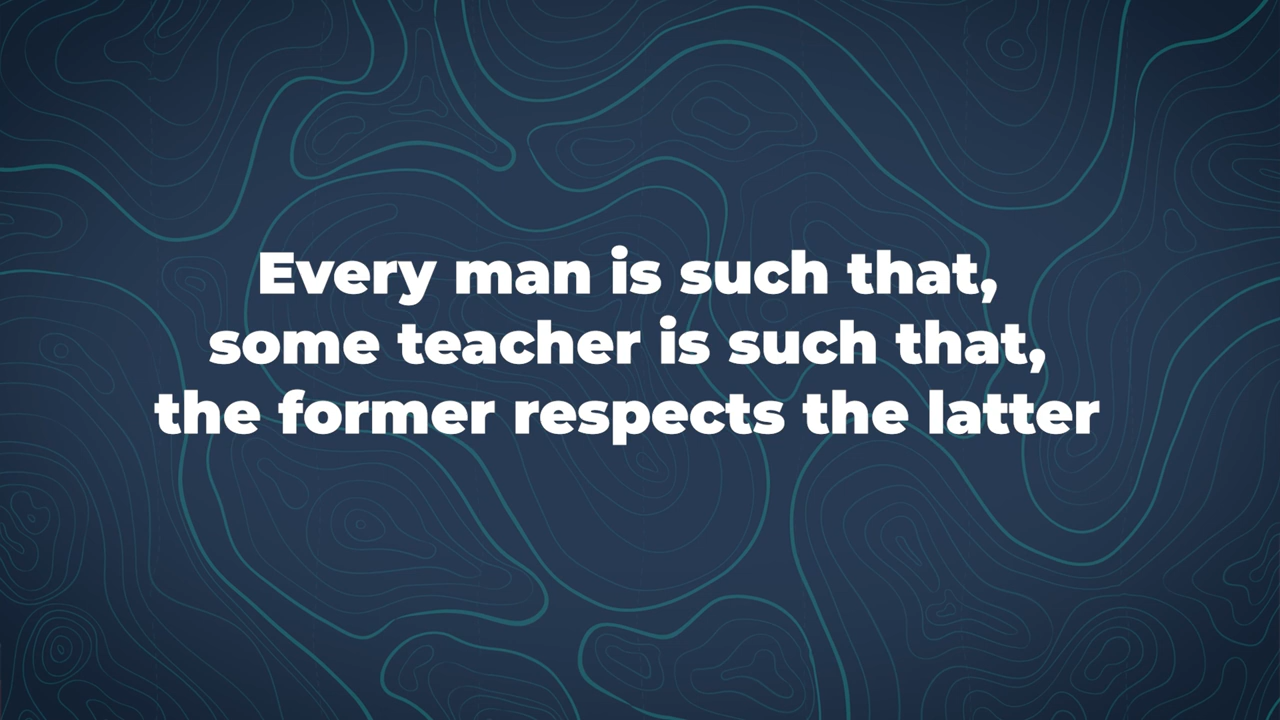 Every man is such that,
some teacher is such that,
the former respects the latter